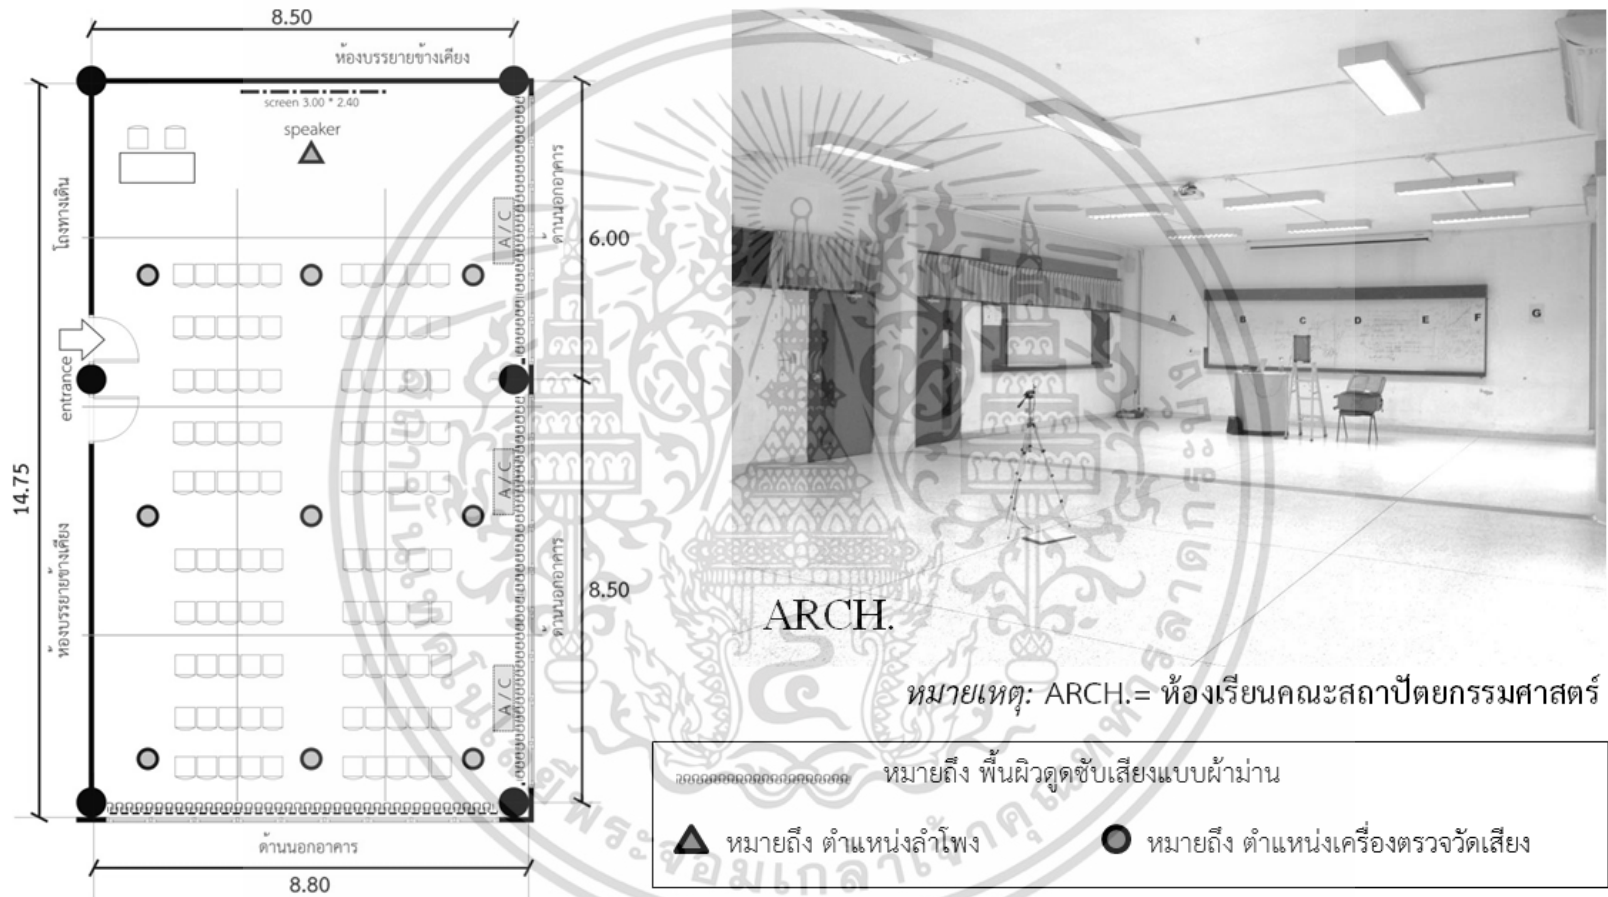 8.50
ห้องบรรยายข้างเคียง
screen 3.00 * 2.40
speaker
โถงทางเดิน
ด้านนอกอาคาร
A/C
6.00
entrance
14.75
A/C
ห้องบรรยายข้างเคียง
ด้านนอกอาคาร
8.50
A/C
ด้านนอกอาคาร
8.80
A B C D E F G
ARCH.
หมายเหตุ: ARCH.= ห้องเรียนคณะสถาปัตยกรรมศาสตร์
หมายถึง พื้นผิวดูดซับเสียงแบบผ้าม่าน
หมายถึง ตำแหน่งลำโพง
หมายถึง ตำแหน่งเครื่องตรวจวัดเสียง